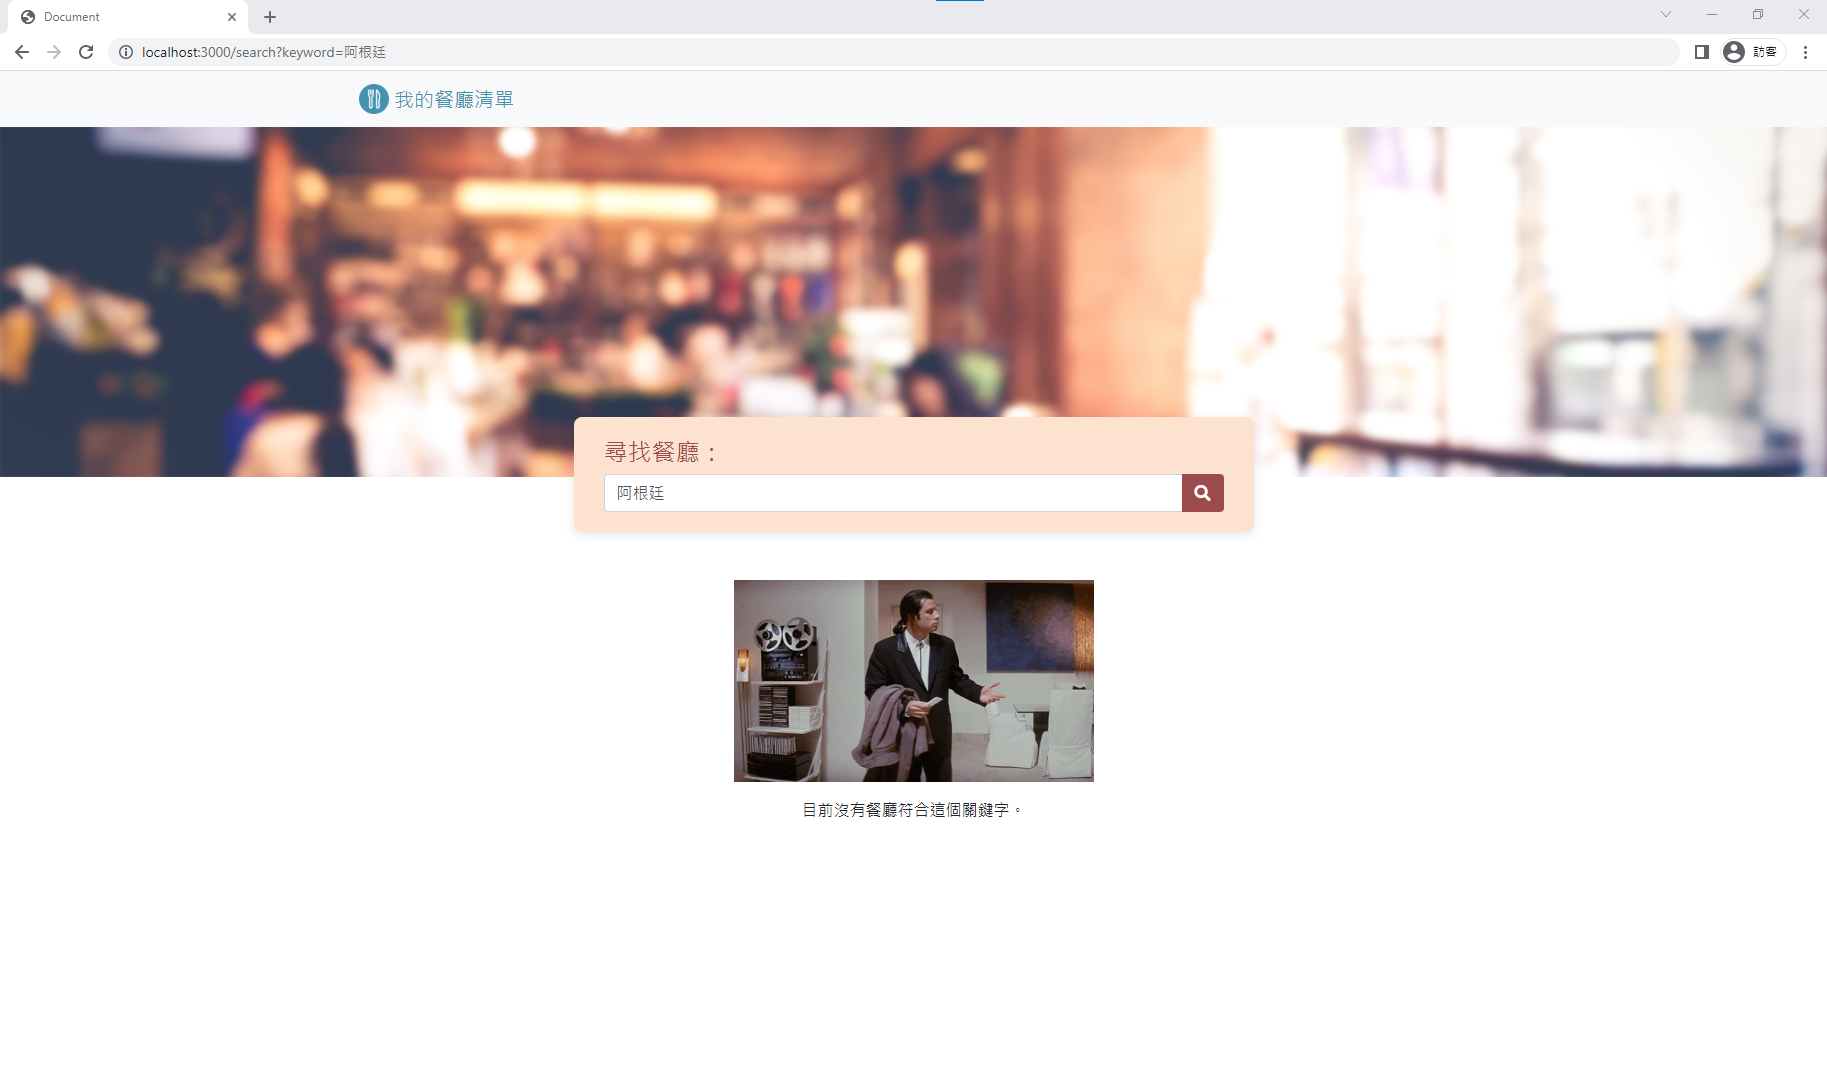 Document
localhost:3000/search?keyword=阿根廷
訪客
我的餐廳清單
尋找餐廳：
阿根廷
目前沒有餐廳符合這個關鍵字。